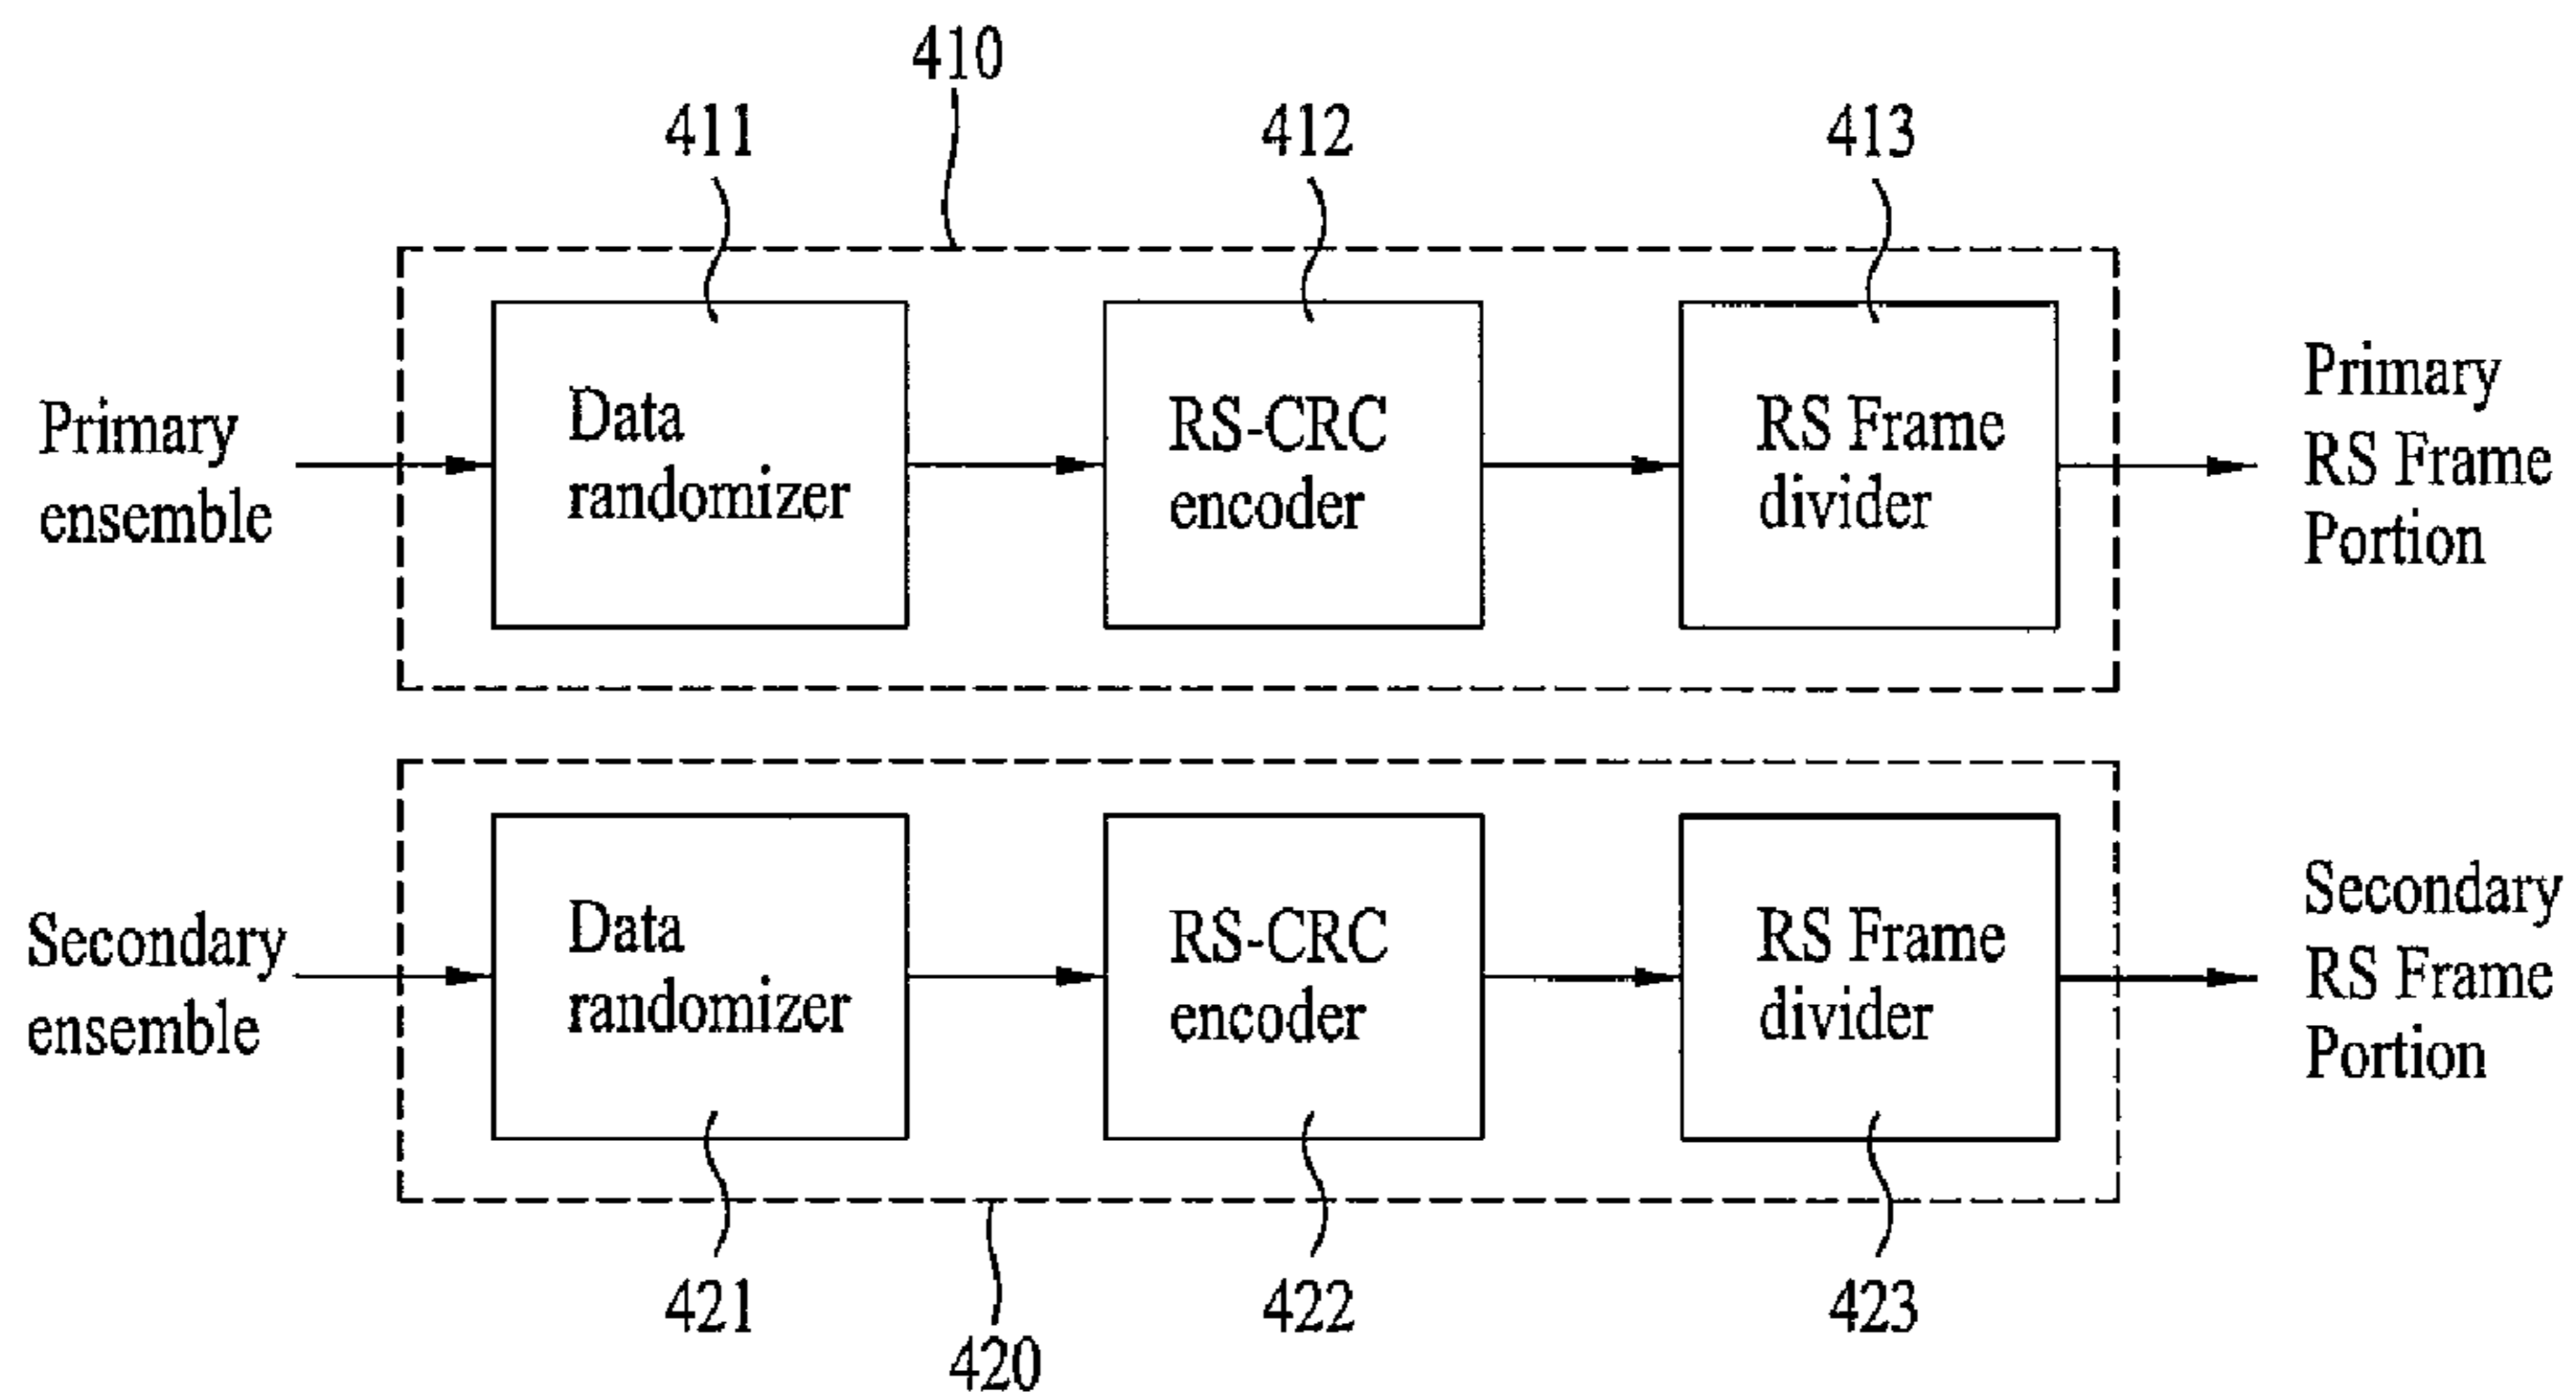 410
411
412
413
Primary
ensemble
Data
randomizer
RS-CRC
encoder
RS Frame
divider
Primary
RS Frame
Portion
Secondary
ensemble
Data
randomizer
RS-CRC
encoder
RS Frame
divider
Secondary
RS Frame
Portion
421
422
423
420